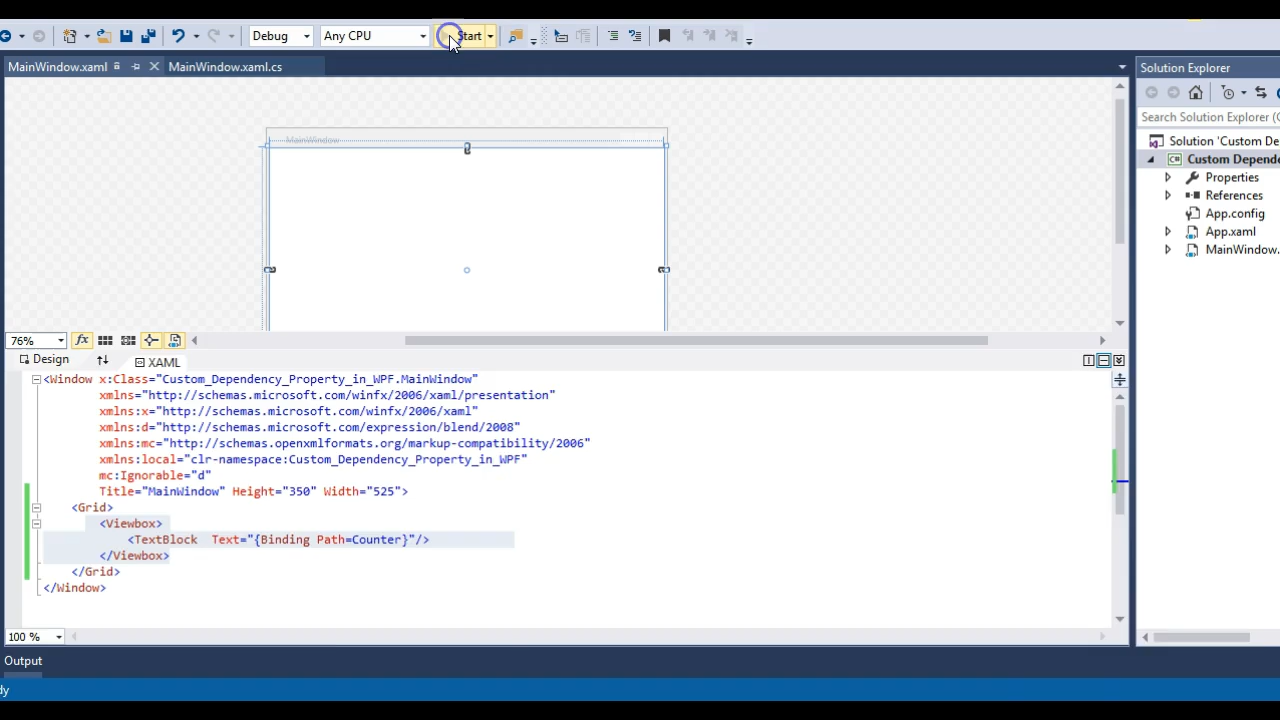 Debug Any CPU Start
MainWindow.xaml MainWindow.xaml.cs
MainWindow
76%
Design XAML
<Window x:Class="Custom_Dependency_Property_in_WPF.MainWindow"
xmlns="http://schemas.microsoft.com/winfx/2006/xaml/presentation"
xmlns:x="http://schemas.microsoft.com/winfx/2006/xaml"
xmlns:d="http://schemas.microsoft.com/expression/blend/2008"
xmlns:mc="http://schemas.openxmlformats.org/markup-compatibility/2006"
xmlns:local="clr-namespace:Custom_Dependency_Property_in_WPF"
mc:Ignorable="d"
Title="MainWindow" Height="350" Width="525">
<Grid>
<Viewbox>
<TextBlock  Text="{Binding Path=Counter}"/>
</Viewbox>
</Grid>
</Window>
100 %
Output
dy
Solution Explorer
Search Solution Explorer (C
Solution 'Custom De
C# Custom Depend
Properties
References
App.config
App.xaml
MainWindow.